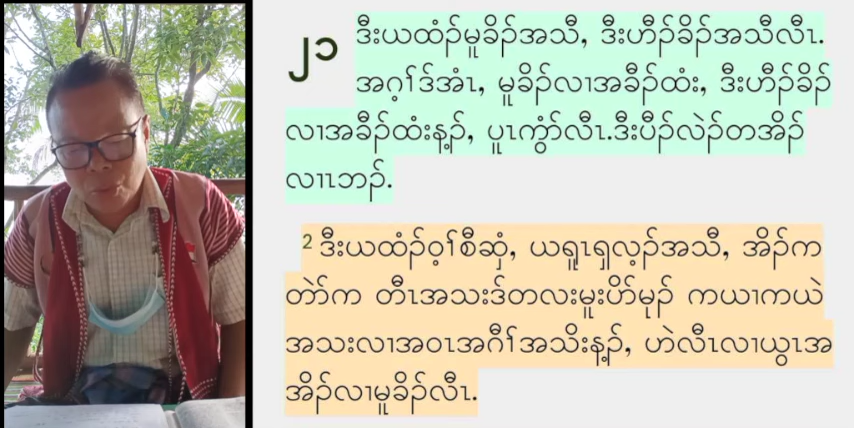 ၂၁ ဒီးယထံၣ်မူခိၣ်အသီ, ဒီးဟီၣ်ခိၣ်အသီလီၤ.
အဂ့ၢ်ဒ်အံၤ, မူခိၣ်လၢအခီၣ်ထံး, ဒီးဟီၣ်ခိၣ်
လၢအခီၣ်ထံးန့ၣ်, ပူၤကွံာ်လီၤ.ဒီးပီၣ်လဲၣ်တအိၣ်
လၢၤဘၣ်.
2 ဒီးယထံၣ်ဝ့ၢ်စီဆှံ, ယရူၤရှလ့ၣ်အသီ, အိၣ်က
တဲာ်က တီၤအသးဒ်တလးမူးပှိာ်မုၣ် ကယၢကယဲ
အသးလၢအဝၤအဂီၢ်အသိးန့ၣ်, ဟဲလီၤလၢယွၤအ
အိၣ်လၢမူခိၣ်လီၤ.